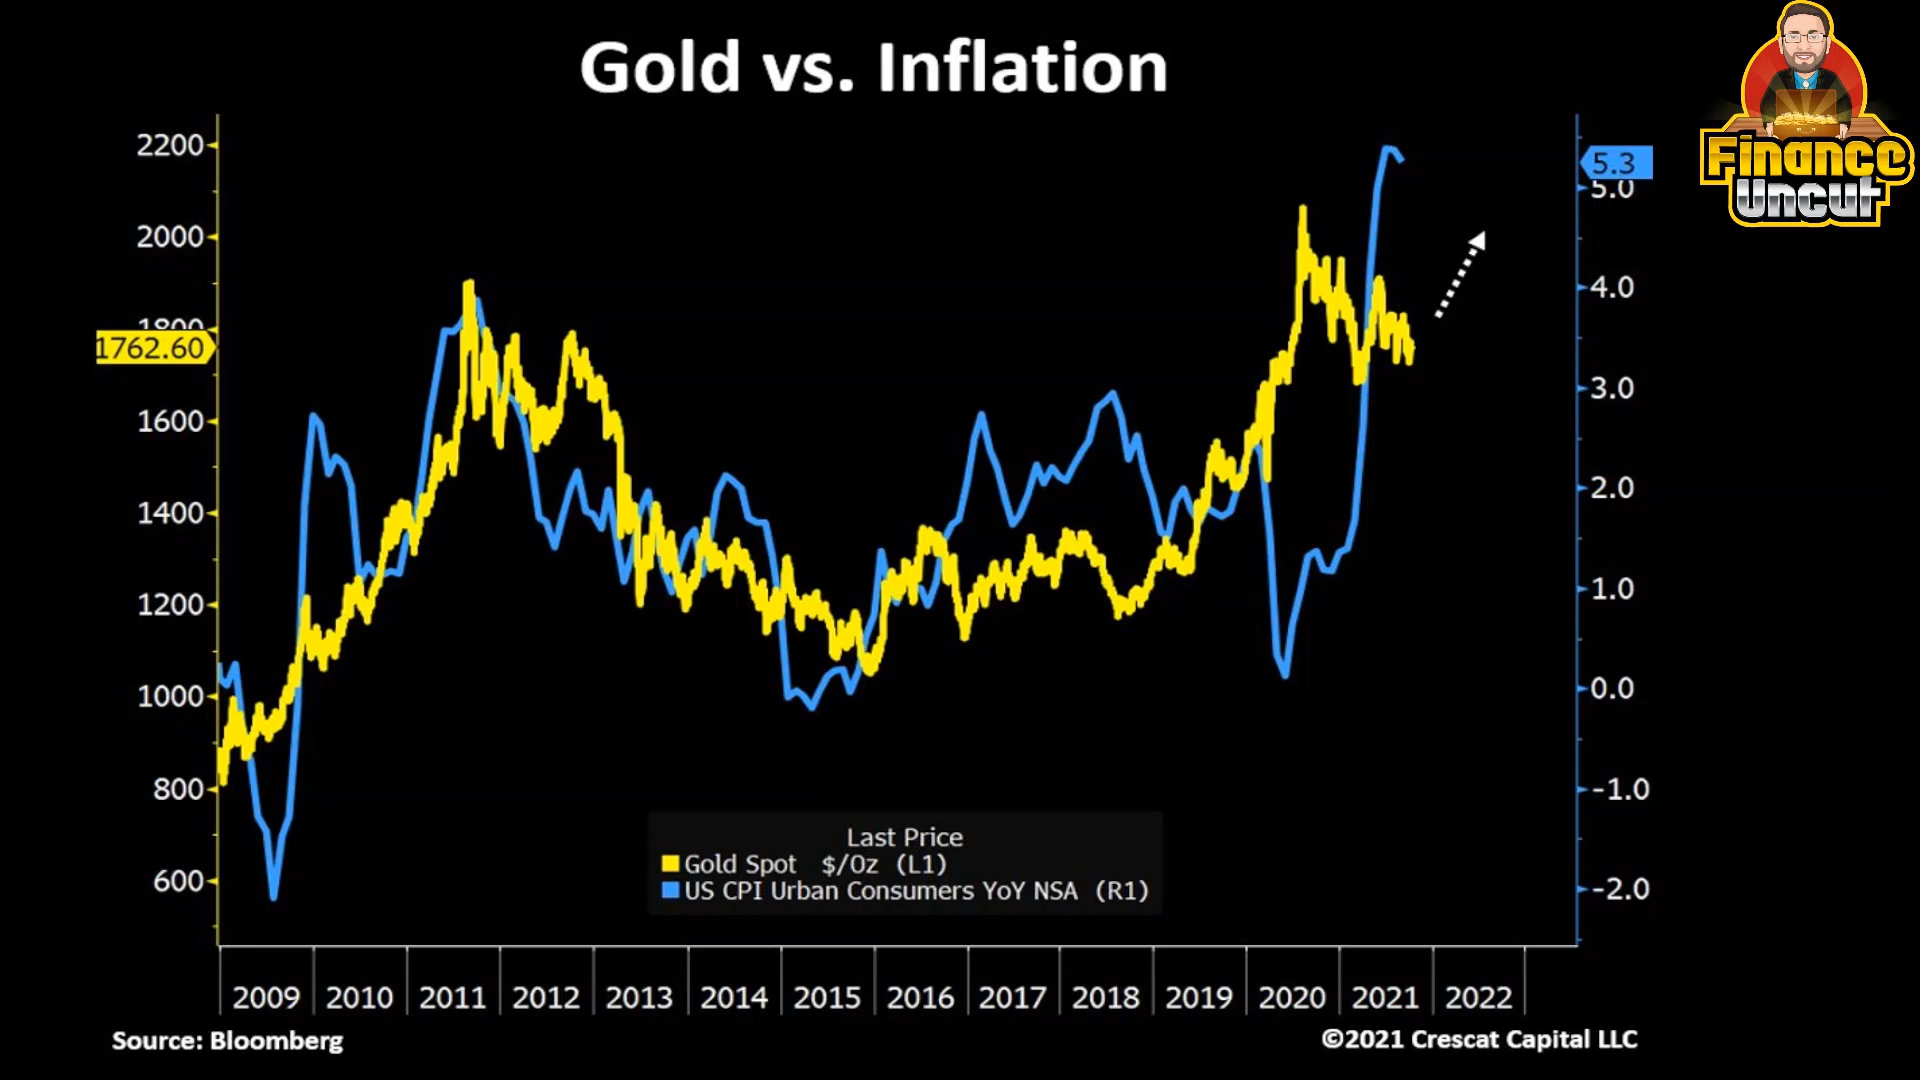 Gold vs. Inflation
Finance
Uncut
2200
2000
1800
1762.60
1600
1400
1200
1000
800
600
5.3
5.0
4.0
3.0
2.0
1.0
0.0
-1.0
-2.0
Last Price
Gold Spot $/Oz (L1)
US CPI Urban Consumers YoY NSA (R1)
2009 2010 2011 2012 2013 2014 2015 2016 2017 2018 2019 2020 2021 2022
Source: Bloomberg
©2021 Crescat Capital LLC